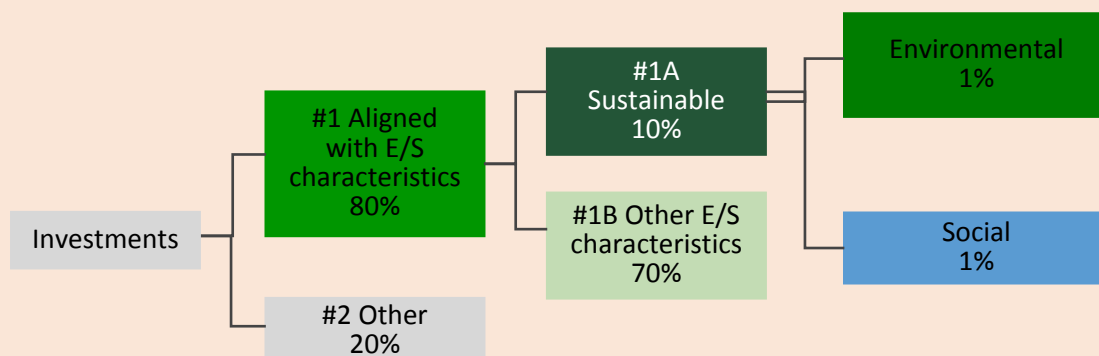 Investments
#1 Aligned
with E/S
characteristics
80%
#2 Other
20%
#1A
Sustainable
10%
#1B Other E/S
characteristics
70%
Environmental
1%
Social
1%